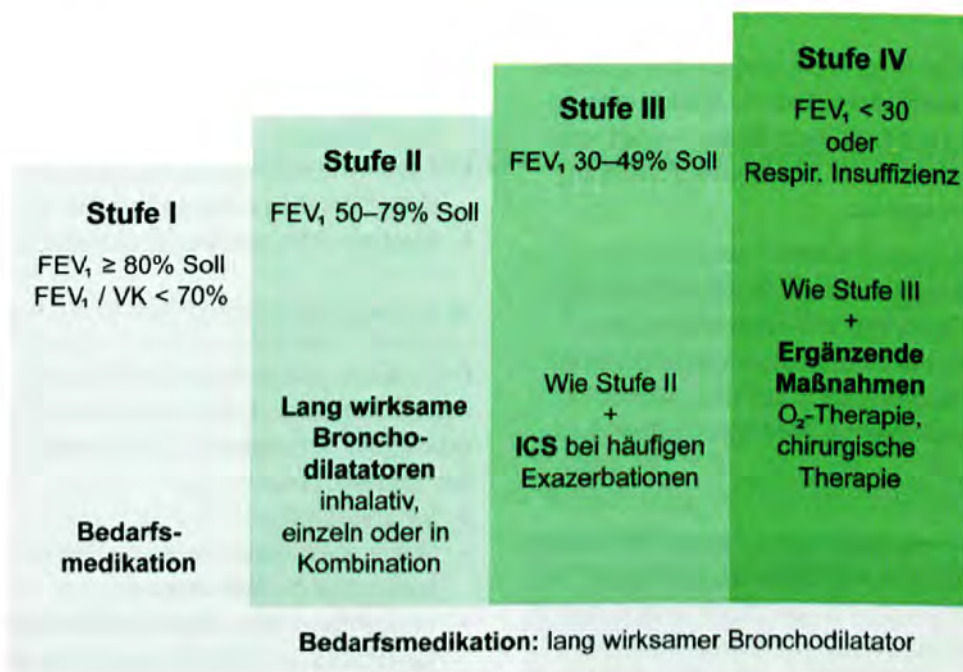 Stufe I
FEV₁ ≥ 80% Soll
FEV₁ / VK < 70%
Bedarfs-
medikation
Stufe II
FEV₁ 50–79% Soll
Lang wirksame
Broncho-
dilatatoren
inhalativ,
einzeln oder in
Kombination
Stufe III
FEV₁ 30–49% Soll
Wie Stufe II
+
ICS bei häufigen
Exazerbationen
Stufe IV
FEV₁ < 30
oder
Respir. Insuffizienz
Wie Stufe III
+
Ergänzende
Maßnahmen
O₂-Therapie,
chirurgische
Therapie
Bedarfsmedikation: lang wirksamer Bronchodilatator